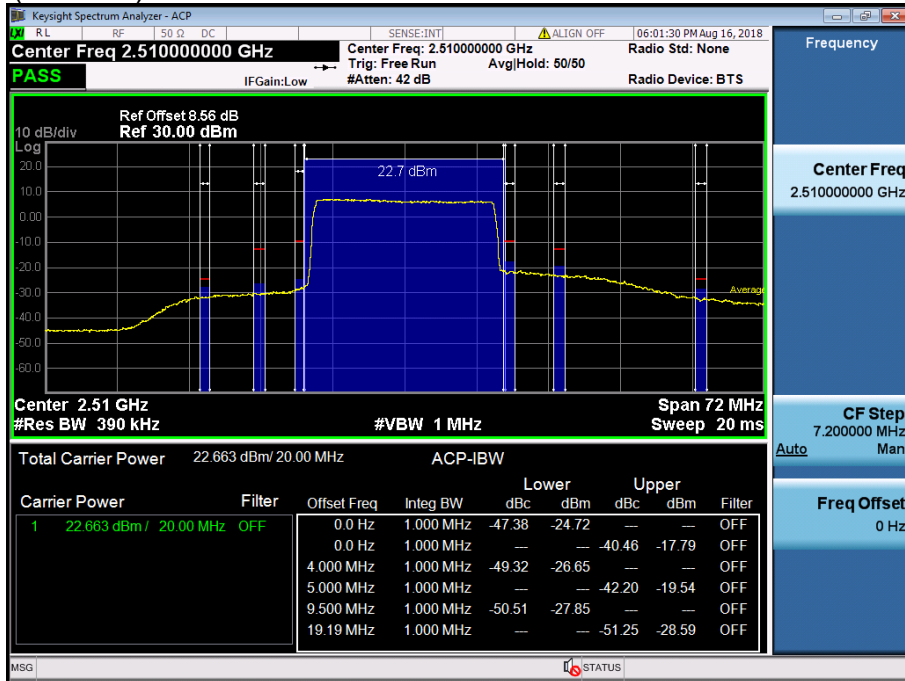 Keysight Spectrum Analyzer - ACP
LXI RL RF 50 Ω DC SENSE:INT ALIGN OFF 06:01:30 PM Aug 16, 2018
Center Freq 2.510000000 GHz Center Freq: 2.510000000 GHz Radio Std: None
Trig: Free Run Avg|Hold: 50/50
PASS IFGain:Low #Atten: 42 dB Radio Device: BTS
Frequency
Ref Offset 8.56 dB
10 dB/div Ref 30.00 dBm
Log
20.0
22.7 dBm
10.0
0.00
-10.0
-20.0
-30.0
Average
-40.0
-50.0
-60.0
Center 2.51 GHz Span 72 MHz
#Res BW 390 kHz #VBW 1 MHz Sweep 20 ms
Center Freq
2.510000000 GHz
CF Step
7.200000 MHz
Auto Man
Freq Offset
0 Hz
Total Carrier Power 22.663 dBm/ 20.00 MHz ACP-IBW
Lower Upper
Carrier Power Filter Offset Freq Integ BW dBc dBm dBc dBm Filter
1 22.663 dBm / 20.00 MHz OFF 0.0 Hz 1.000 MHz -47.38 -24.72 --- --- OFF
0.0 Hz 1.000 MHz --- --- -40.46 -17.79 OFF
4.000 MHz 1.000 MHz -49.32 -26.65 --- --- OFF
5.000 MHz 1.000 MHz --- --- -42.20 -19.54 OFF
9.500 MHz 1.000 MHz -50.51 -27.85 --- --- OFF
19.19 MHz 1.000 MHz --- --- -51.25 -28.59 OFF
MSG STATUS